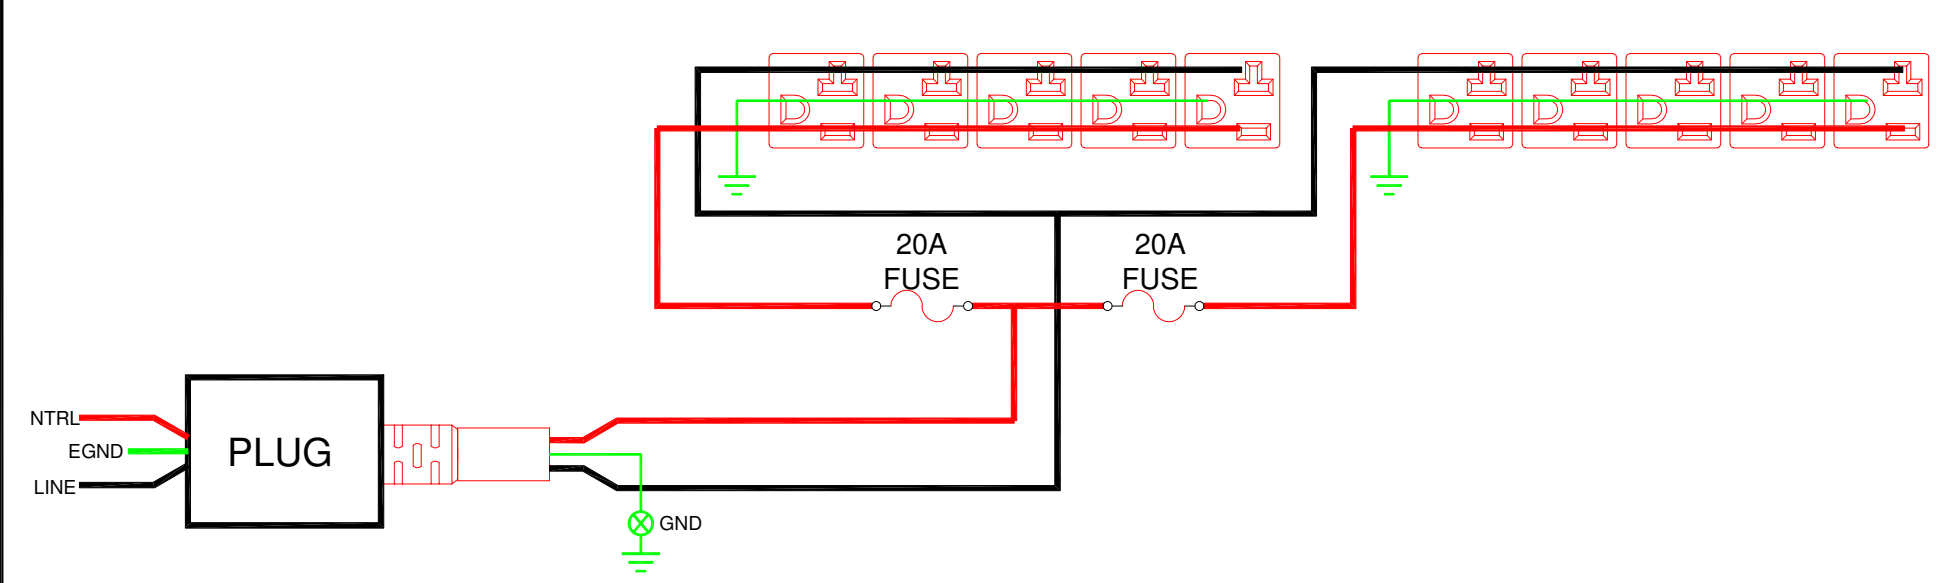 20A
FUSE
20A
FUSE
NTRL
EGND
LINE
PLUG
GND